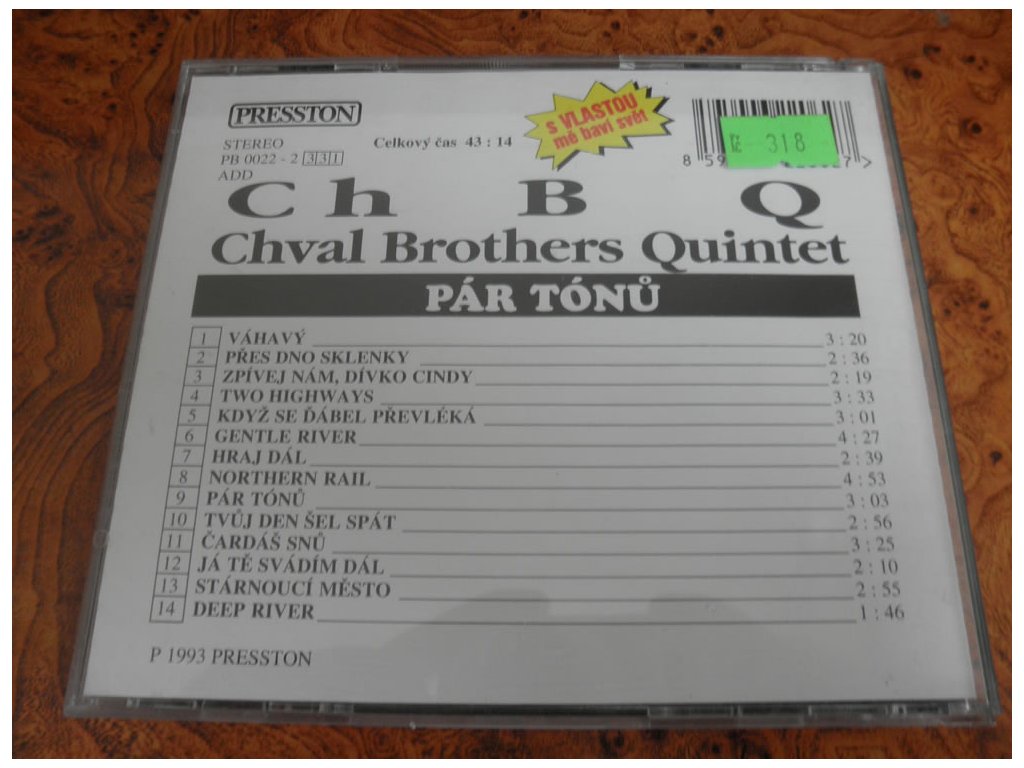 PRESSTON
STEREO
PB 0022 - 2 331
ADD
Celkový čas 43 : 14
s VLASTOU
mě baví svět
Kč 318
8 59
Ch B Q
Chval Brothers Quintet
PÁR TÓNŮ
1 VÁHAVÝ 3 : 20
2 PŘES DNO SKLENKY 2 : 36
3 ZPÍVEJ NÁM, DÍVKO CINDY 2 : 19
4 TWO HIGHWAYS 3 : 33
5 KDYŽ SE ĎÁBEL PŘEVLÉKÁ 3 : 01
6 GENTLE RIVER 4 : 27
7 HRAJ DÁL 2 : 39
8 NORTHERN RAIL 4 : 53
9 PÁR TÓNŮ 3 : 03
10 TVŮJ DEN ŠEL SPÁT 2 : 56
11 ČARDÁŠ SNŮ 3 : 25
12 JÁ TĚ SVÁDÍM DÁL 2 : 10
13 STÁRNOUCÍ MĚSTO 2 : 55
14 DEEP RIVER 1 : 46
P 1993 PRESSTON